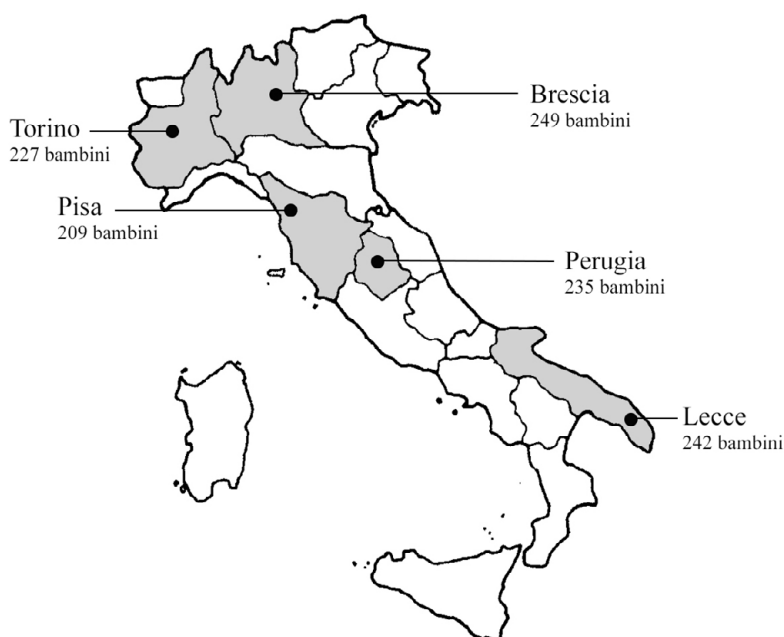 Brescia
249 bambini
Torino
227 bambini
Pisa
209 bambini
Perugia
235 bambini
Lecce
242 bambini